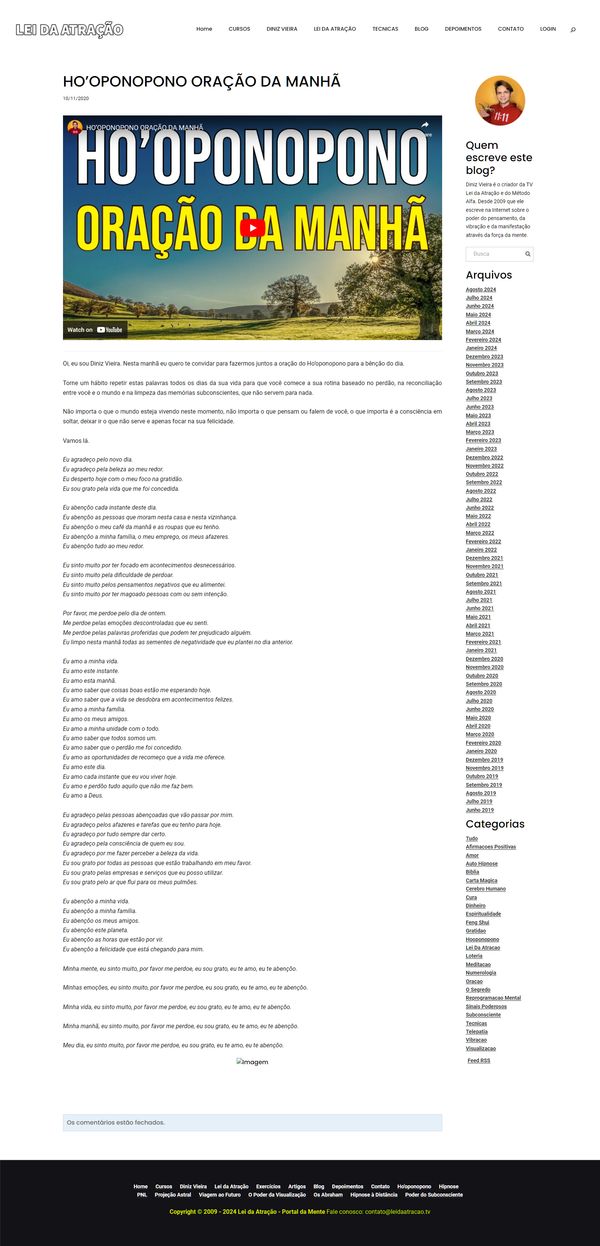 LEI DA ATRAÇÃO
Home CURSOS DINIZ VIEIRA LEI DA ATRAÇÃO TECNICAS BLOG DEPOIMENTOS CONTATO LOGIN
HO’OPONOPONO ORAÇÃO DA MANHÃ
10/11/2020
HO'OPONOPONO ORAÇÃO DA MANHÃ
HO’OPONOPONO
ORAÇÃO DA MANHÃ
Watch on YouTube
Oi, eu sou Diniz Vieira. Nesta manhã eu quero te convidar para fazermos juntos a oração do Ho'oponopono para a bênção do dia.
Torne um hábito repetir estas palavras todos os dias da sua vida para que você comece a sua rotina baseado no perdão, na reconciliação
entre você e o mundo e na limpeza das memórias subconscientes, que não servem para nada.
Não importa o que o mundo esteja vivendo neste momento, não importa o que pensam ou falem de você, o que importa é a consciência em
soltar, deixar ir o que não serve e apenas focar na sua felicidade.
Vamos lá.
Eu agradeço pelo novo dia.
Eu agradeço pela beleza ao meu redor.
Eu desperto hoje com o meu foco na gratidão.
Eu sou grato pela vida que me foi concedida.
Eu abençôo cada instante deste dia.
Eu abençôo as pessoas que moram nesta casa e nesta vizinhança.
Eu abençôo o meu café da manhã e as roupas que eu tenho.
Eu abençôo a minha família, o meu emprego, os meus afazeres.
Eu abençôo tudo ao meu redor.
Eu sinto muito por ter focado em acontecimentos desnecessários.
Eu sinto muito pela dificuldade de perdoar.
Eu sinto muito pelos pensamentos negativos que eu alimentei.
Eu sinto muito por ter magoado pessoas com ou sem intenção.
Por favor, me perdoe pelo dia de ontem.
Me perdoe pelas emoções descontroladas que eu senti.
Me perdoe pelas palavras proferidas que podem ter prejudicado alguém.
Eu limpo nesta manhã todas as sementes de negatividade que eu plantei no dia anterior.
Eu amo a minha vida.
Eu amo este instante.
Eu amo esta manhã.
Eu amo saber que coisas boas estão me esperando hoje.
Eu amo saber que a vida se desdobra em acontecimentos felizes.
Eu amo a minha família.
Eu amo os meus amigos.
Eu amo a minha unidade com o todo.
Eu amo saber que todos somos um.
Eu amo saber que o perdão me foi concedido.
Eu amo as oportunidades de recomeço que a vida me oferece.
Eu amo este dia.
Eu amo cada instante que eu vou viver hoje.
Eu amo e perdôo tudo aquilo que não me faz bem.
Eu amo a Deus.
Eu agradeço pelas pessoas abençoadas que vão passar por mim.
Eu agradeço pelos afazeres e tarefas que eu tenho para hoje.
Eu agradeço por tudo sempre dar certo.
Eu agradeço pela consciência de quem eu sou.
Eu agradeço por me fazer perceber a beleza da vida.
Eu sou grato por todas as pessoas que estão trabalhando em meu favor.
Eu sou grato pelas empresas e serviços que eu posso utilizar.
Eu sou grato pelo ar que flui para os meus pulmões.
Eu abençôo a minha vida.
Eu abençôo a minha família.
Eu abençôo os meus amigos.
Eu abençôo este planeta.
Eu abençôo as horas que estão por vir.
Eu abençôo a felicidade que está chegando para mim.
Minha mente, eu sinto muito, por favor me perdoe, eu sou grato, eu te amo, eu te abençôo.
Minhas emoções, eu sinto muito, por favor me perdoe, eu sou grato, eu te amo, eu te abençôo.
Minha vida, eu sinto muito, por favor me perdoe, eu sou grato, eu te amo, eu te abençôo.
Minha manhã, eu sinto muito, por favor me perdoe, eu sou grato, eu te amo, eu te abençôo.
Meu dia, eu sinto muito, por favor me perdoe, eu sou grato, eu te amo, eu te abençôo.
Imagem
Os comentários estão fechados.
11:11
Quem
escreve este
blog?
Diniz Vieira é o criador da TV
Lei da Atração e do Método
Alfa. Desde 2009 que ele
escreve na Internet sobre o
poder do pensamento, da
vibração e da manifestação
através da força da mente.
Busca
Arquivos
Agosto 2024
Julho 2024
Junho 2024
Maio 2024
Abril 2024
Março 2024
Fevereiro 2024
Janeiro 2024
Dezembro 2023
Novembro 2023
Outubro 2023
Setembro 2023
Agosto 2023
Julho 2023
Junho 2023
Maio 2023
Abril 2023
Março 2023
Fevereiro 2023
Janeiro 2023
Dezembro 2022
Novembro 2022
Outubro 2022
Setembro 2022
Agosto 2022
Julho 2022
Junho 2022
Maio 2022
Abril 2022
Março 2022
Fevereiro 2022
Janeiro 2022
Dezembro 2021
Novembro 2021
Outubro 2021
Setembro 2021
Agosto 2021
Julho 2021
Junho 2021
Maio 2021
Abril 2021
Março 2021
Fevereiro 2021
Janeiro 2021
Dezembro 2020
Novembro 2020
Outubro 2020
Setembro 2020
Agosto 2020
Julho 2020
Junho 2020
Maio 2020
Abril 2020
Março 2020
Fevereiro 2020
Janeiro 2020
Dezembro 2019
Novembro 2019
Outubro 2019
Setembro 2019
Agosto 2019
Julho 2019
Junho 2019
Categorias
Tudo
Afirmacoes Positivas
Amor
Auto Hipnose
Biblia
Carta Magica
Cerebro Humano
Cura
Dinheiro
Espiritualidade
Feng Shui
Gratidao
Hooponopono
Lei Da Atracao
Loteria
Meditacao
Numerologia
Oracao
O Segredo
Reprogramacao Mental
Sinais Poderosos
Subconsciente
Tecnicas
Telepatia
Vibracao
Visualizacao
Feed RSS
Home Cursos Diniz Vieira Lei da Atração Exercícios Artigos Blog Depoimentos Contato Ho'oponopono Hipnose
PNL Projeção Astral Viagem ao Futuro O Poder da Visualização Os Abraham Hipnose à Distância Poder do Subconsciente
Copyright © 2009 - 2024 Lei da Atração - Portal da Mente Fale conosco: contato@leidaatracao.tv